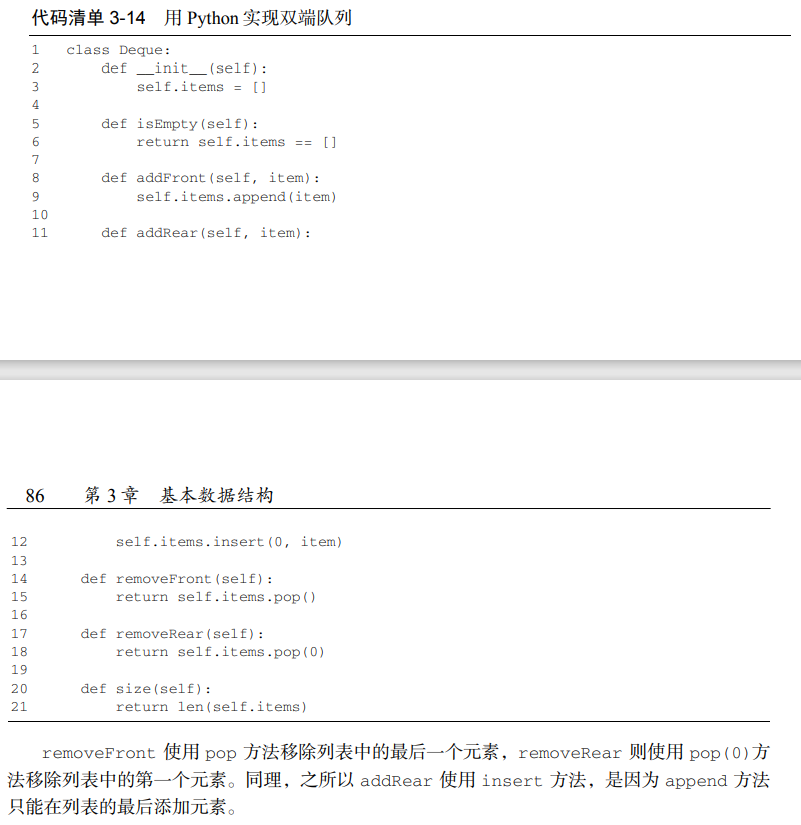 代码清单 3-14 用 Python 实现双端队列
1 class Deque:
2     def __init__(self):
3         self.items = []
4
5     def isEmpty(self):
6         return self.items == []
7
8     def addFront(self, item):
9         self.items.append(item)
10
11     def addRear(self, item):
86 第 3 章 基本数据结构
12         self.items.insert(0, item)
13
14     def removeFront(self):
15         return self.items.pop()
16
17     def removeRear(self):
18         return self.items.pop(0)
19
20     def size(self):
21         return len(self.items)
removeFront 使用 pop 方法移除列表中的最后一个元素，removeRear 则使用 pop(0)方
法移除列表中的第一个元素。同理，之所以 addRear 使用 insert 方法，是因为 append 方法
只能在列表的最后添加元素。